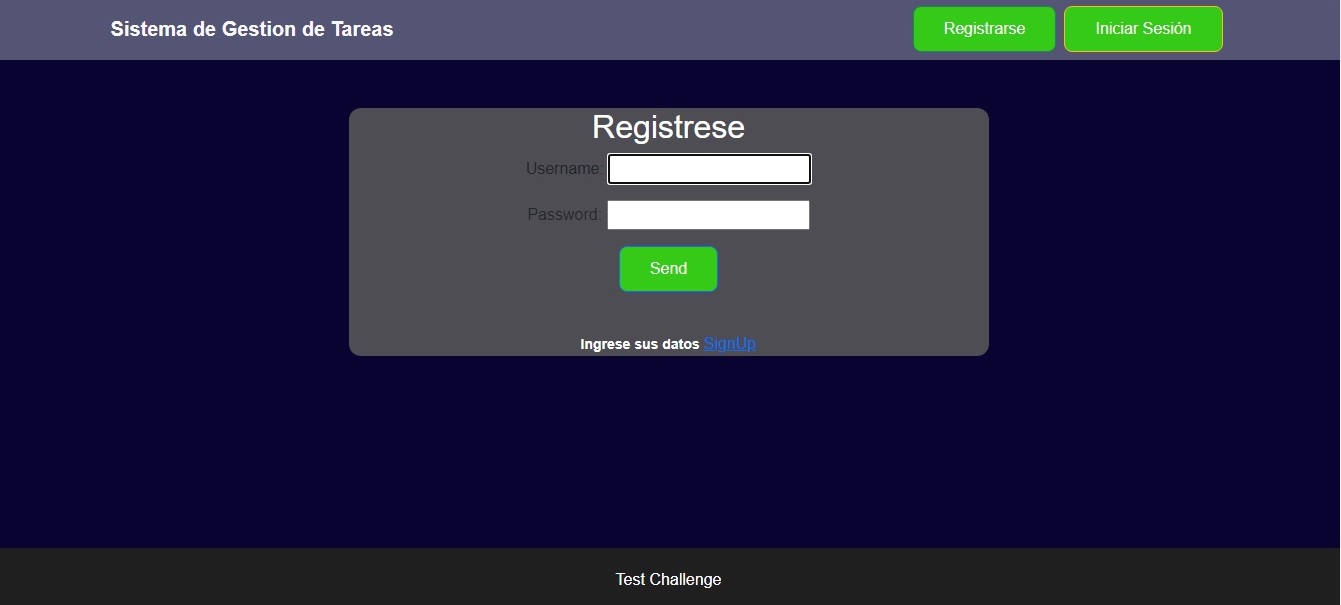 Sistema de Gestion de Tareas
Registrarse
Iniciar Sesión
Registrese
Username:
Password:
Send
Ingrese sus datos SignUp
Test Challenge